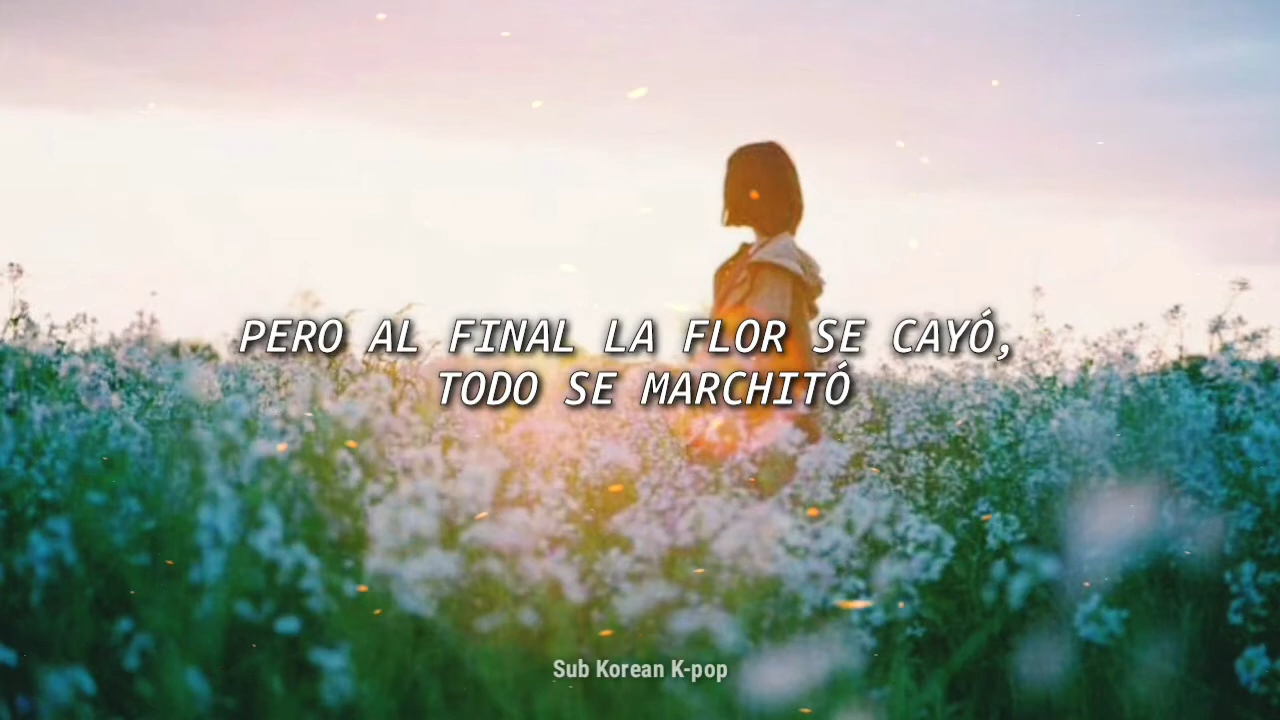 PERO AL FINAL LA FLOR SE CAYÓ,
TODO SE MARCHITÓ
Sub Korean K-pop